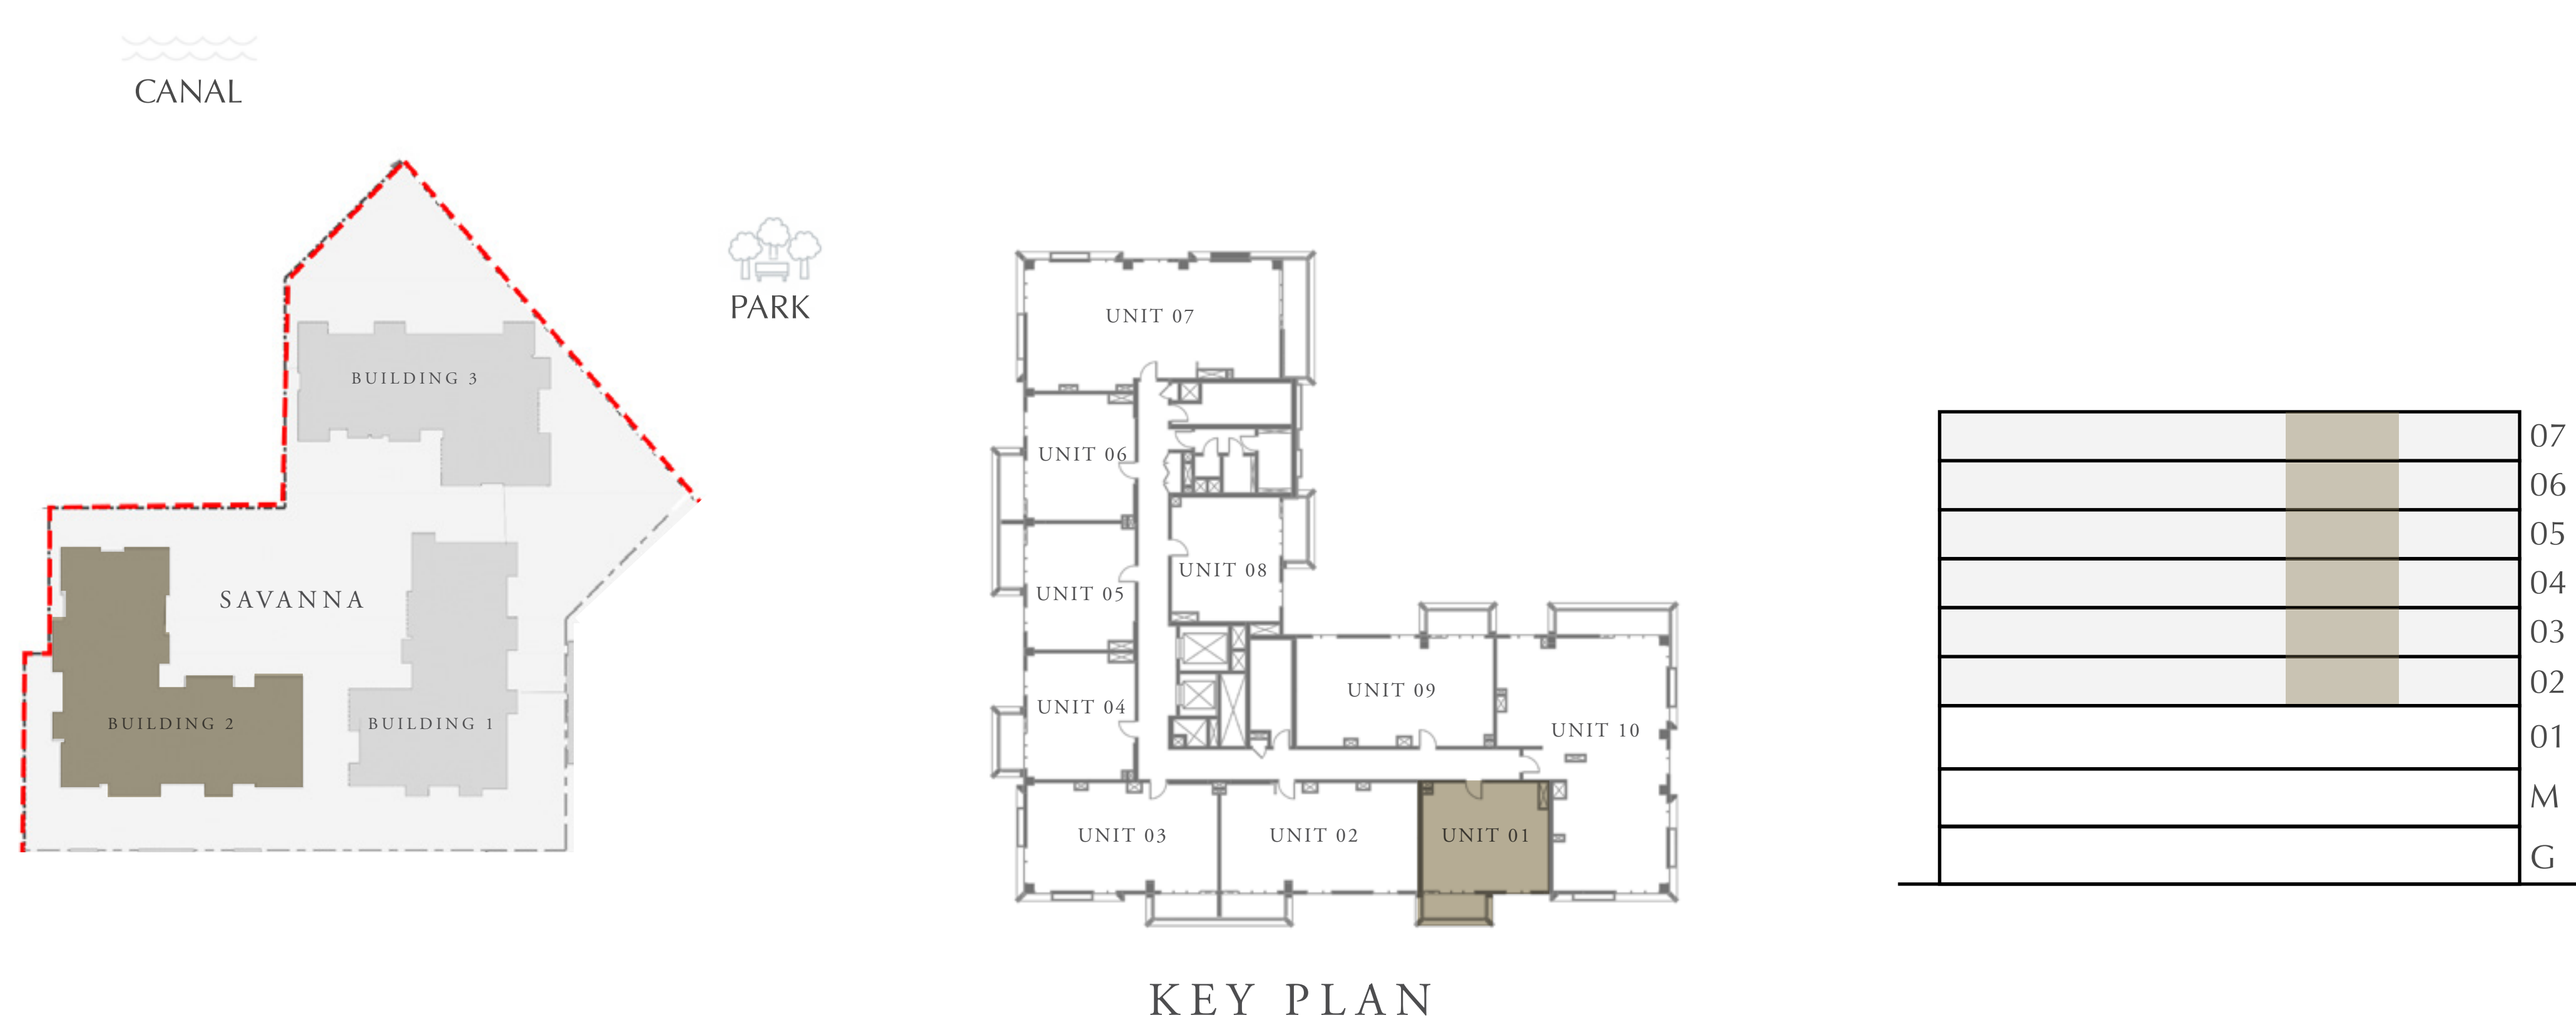 CANAL
PARK
BUILDING 3
SAVANNA
BUILDING 2
BUILDING 1
UNIT 07
UNIT 06
UNIT 08
UNIT 05
UNIT 09
UNIT 04
UNIT 10
UNIT 03
UNIT 02
UNIT 01
KEY PLAN
07
06
05
04
03
02
01
M
G